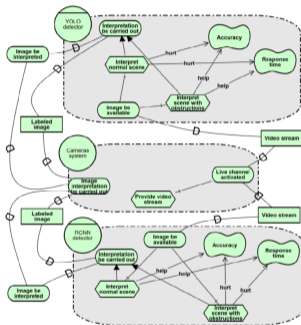 YOLO
detector
Interpretation
be carried out
Image be
interpreted
Accuracy
hurt
Interpret
normal scene
hurt
Response
time
help
help
Image be
available
Interpret
scene with
obstructions
D
D
D
Labeled
image
D
Video stream
Cameras
system
D
D
Image
interpretation
be carried out
Live channel
artivated
Provide video
stream
D
D
D
Labeled
image
Video stream
RCNN
detector
Image be
available
D
Interpretation
be carried out
Accuracy
Response
time
D
D
Image be
interpreted
help
help
help
Interpret
normal scene
hurt
hurt
Interpret
scene with
obstructions